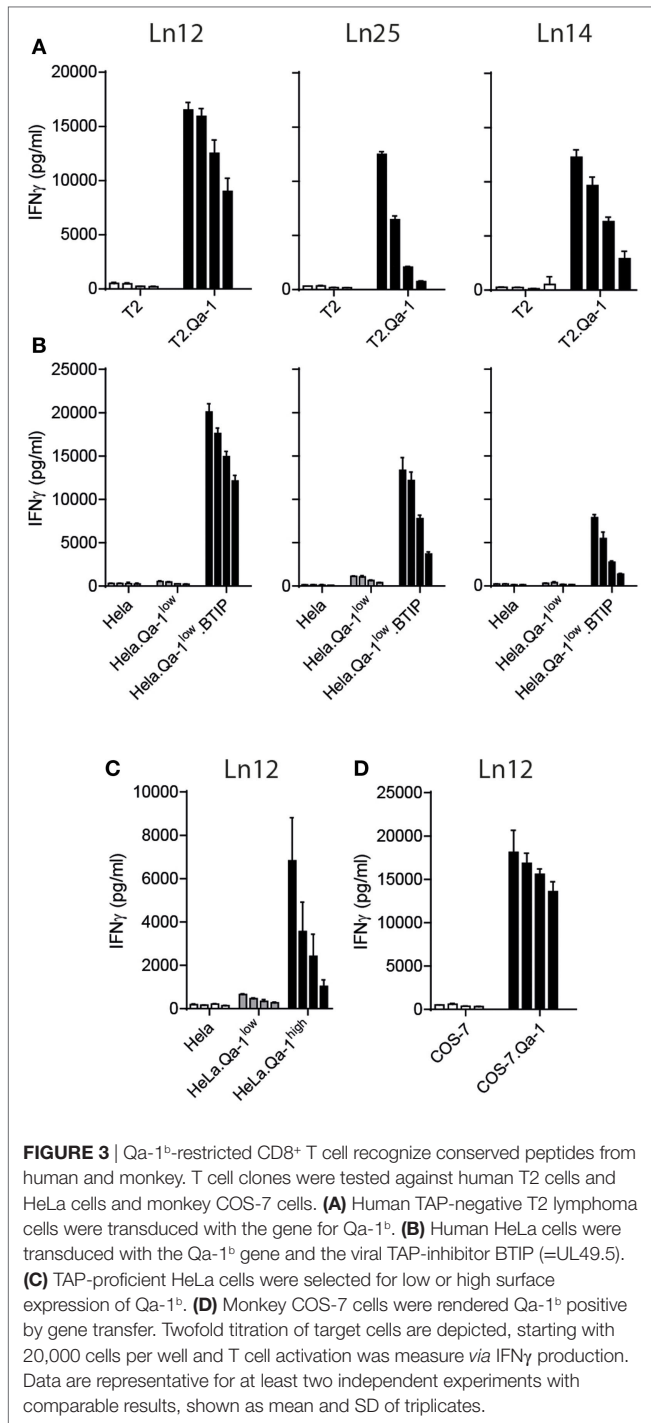 Ln12 Ln25 Ln14
A
IFNγ (pg/ml)
20000
15000
10000
5000
0
T2
T2.Qa-1
T2
T2.Qa-1
T2
T2.Qa-1
B
IFNγ (pg/ml)
25000
20000
15000
10000
5000
0
Hela
Hela.Qa-1low
Hela.Qa-1low.BTIP
Hela
Hela.Qa-1low
Hela.Qa-1low.BTIP
Hela
Hela.Qa-1low
Hela.Qa-1low.BTIP
C Ln12
IFNγ (pg/ml)
10000
8000
6000
4000
2000
0
Hela
HeLa.Qa-1low
HeLa.Qa-1high
D Ln12
IFNγ (pg/ml)
25000
20000
15000
10000
5000
0
COS-7
COS-7.Qa-1
FIGURE 3 | Qa-1ᵇ-restricted CD8⁺ T cell recognize conserved peptides from
human and monkey. T cell clones were tested against human T2 cells and
HeLa cells and monkey COS-7 cells. (A) Human TAP-negative T2 lymphoma
cells were transduced with the gene for Qa-1ᵇ. (B) Human HeLa cells were
transduced with the Qa-1ᵇ gene and the viral TAP-inhibitor BTIP (=UL49.5).
(C) TAP-proficient HeLa cells were selected for low or high surface
expression of Qa-1ᵇ. (D) Monkey COS-7 cells were rendered Qa-1ᵇ positive
by gene transfer. Twofold titration of target cells are depicted, starting with
20,000 cells per well and T cell activation was measure via IFNγ production.
Data are representative for at least two independent experiments with
comparable results, shown as mean and SD of triplicates.